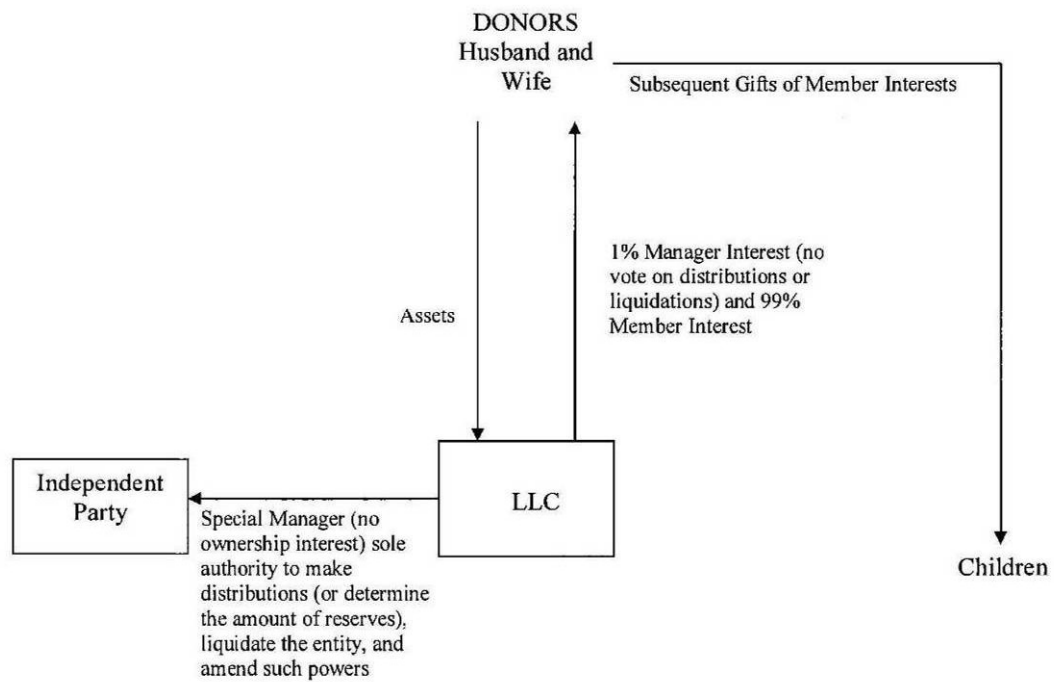 DONORS
Husband and
Wife
Subsequent Gifts of Member Interests
1% Manager Interest (no
vote on distributions or
liquidations) and 99%
Member Interest
Assets
Independent
Party
LLC
Special Manager (no
ownership interest) sole
authority to make
distributions (or determine
the amount of reserves),
liquidate the entity, and
amend such powers
Children